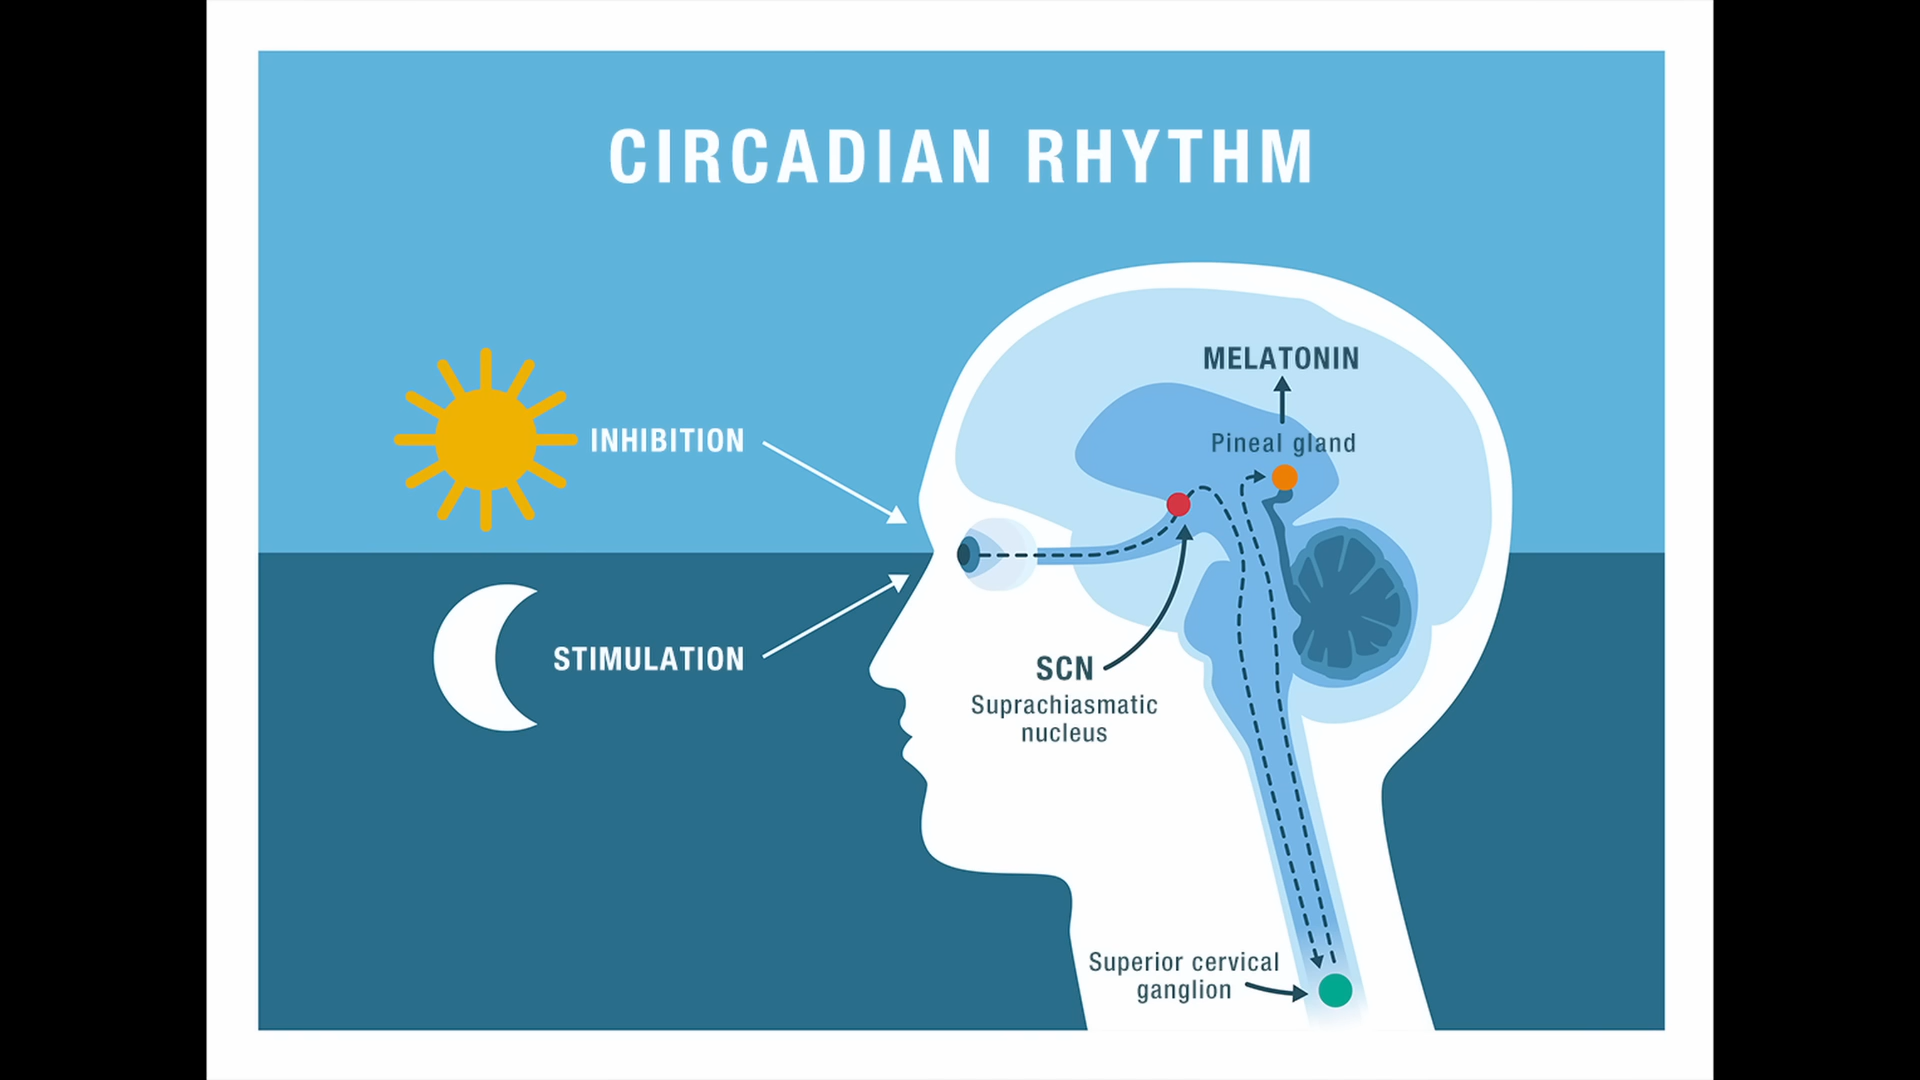 CIRCADIAN RHYTHM
MELATONIN
Pineal gland
INHIBITION
STIMULATION
SCN
Suprachiasmatic
nucleus
Superior cervical
ganglion